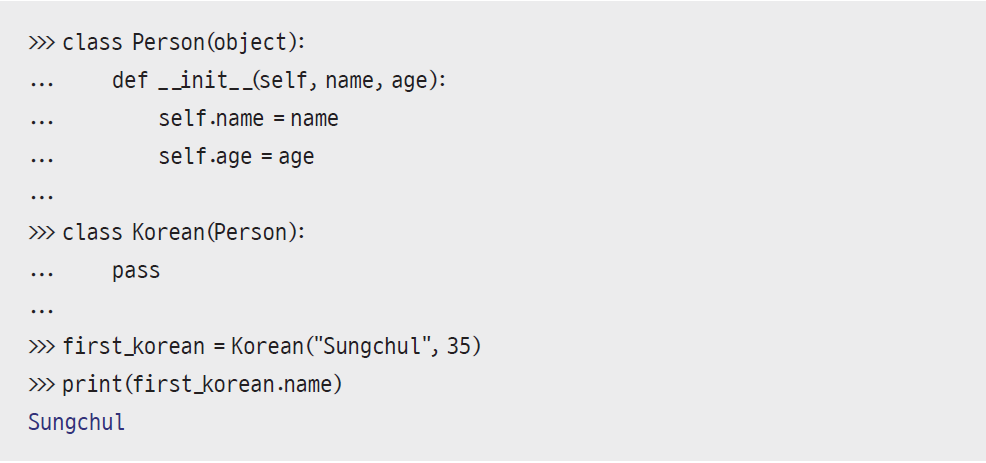 >>> class Person(object):
...     def __init__(self, name, age):
...         self.name = name
...         self.age = age
...
>>> class Korean(Person):
...     pass
...
>>> first_korean = Korean("Sungchul", 35)
>>> print(first_korean.name)
Sungchul